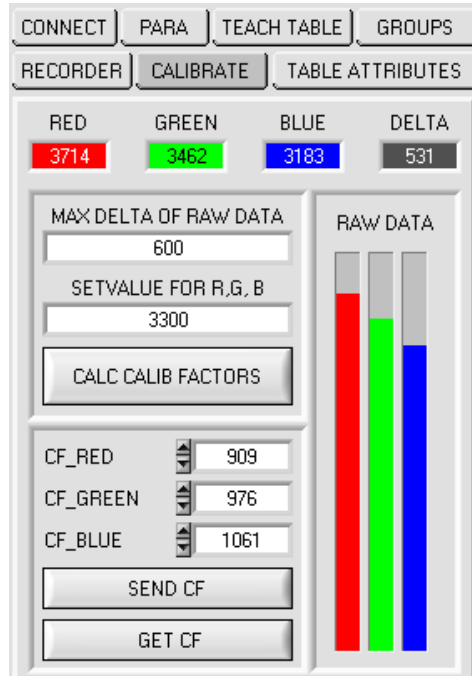 CONNECT PARA TEACH TABLE GROUPS
RECORDER CALIBRATE TABLE ATTRIBUTES
RED GREEN BLUE DELTA
3714 3462 3183 531
MAX DELTA OF RAW DATA
600
SETVALUE FOR R,G, B
3300
CALC CALIB FACTORS
RAW DATA
CF_RED 909
CF_GREEN 976
CF_BLUE 1061
SEND CF
GET CF